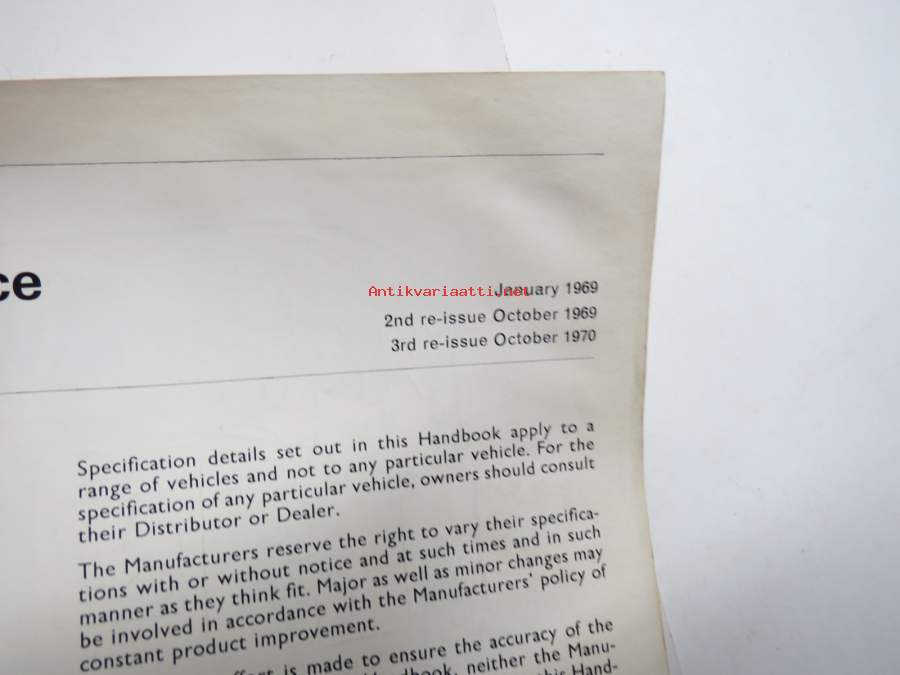 ce
Antikvariaatti.net
January 1969
2nd re-issue October 1969
3rd re-issue October 1970
Specification details set out in this Handbook apply to a
range of vehicles and not to any particular vehicle. For the
specification of any particular vehicle, owners should consult
their Distributor or Dealer.
The Manufacturers reserve the right to vary their specifica-
tions with or without notice and at such times and in such
manner as they think fit. Major as well as minor changes may
be involved in accordance with the Manufacturers' policy of
constant product improvement.
is made to ensure the accuracy of the
neither the Manu-
this Hand-